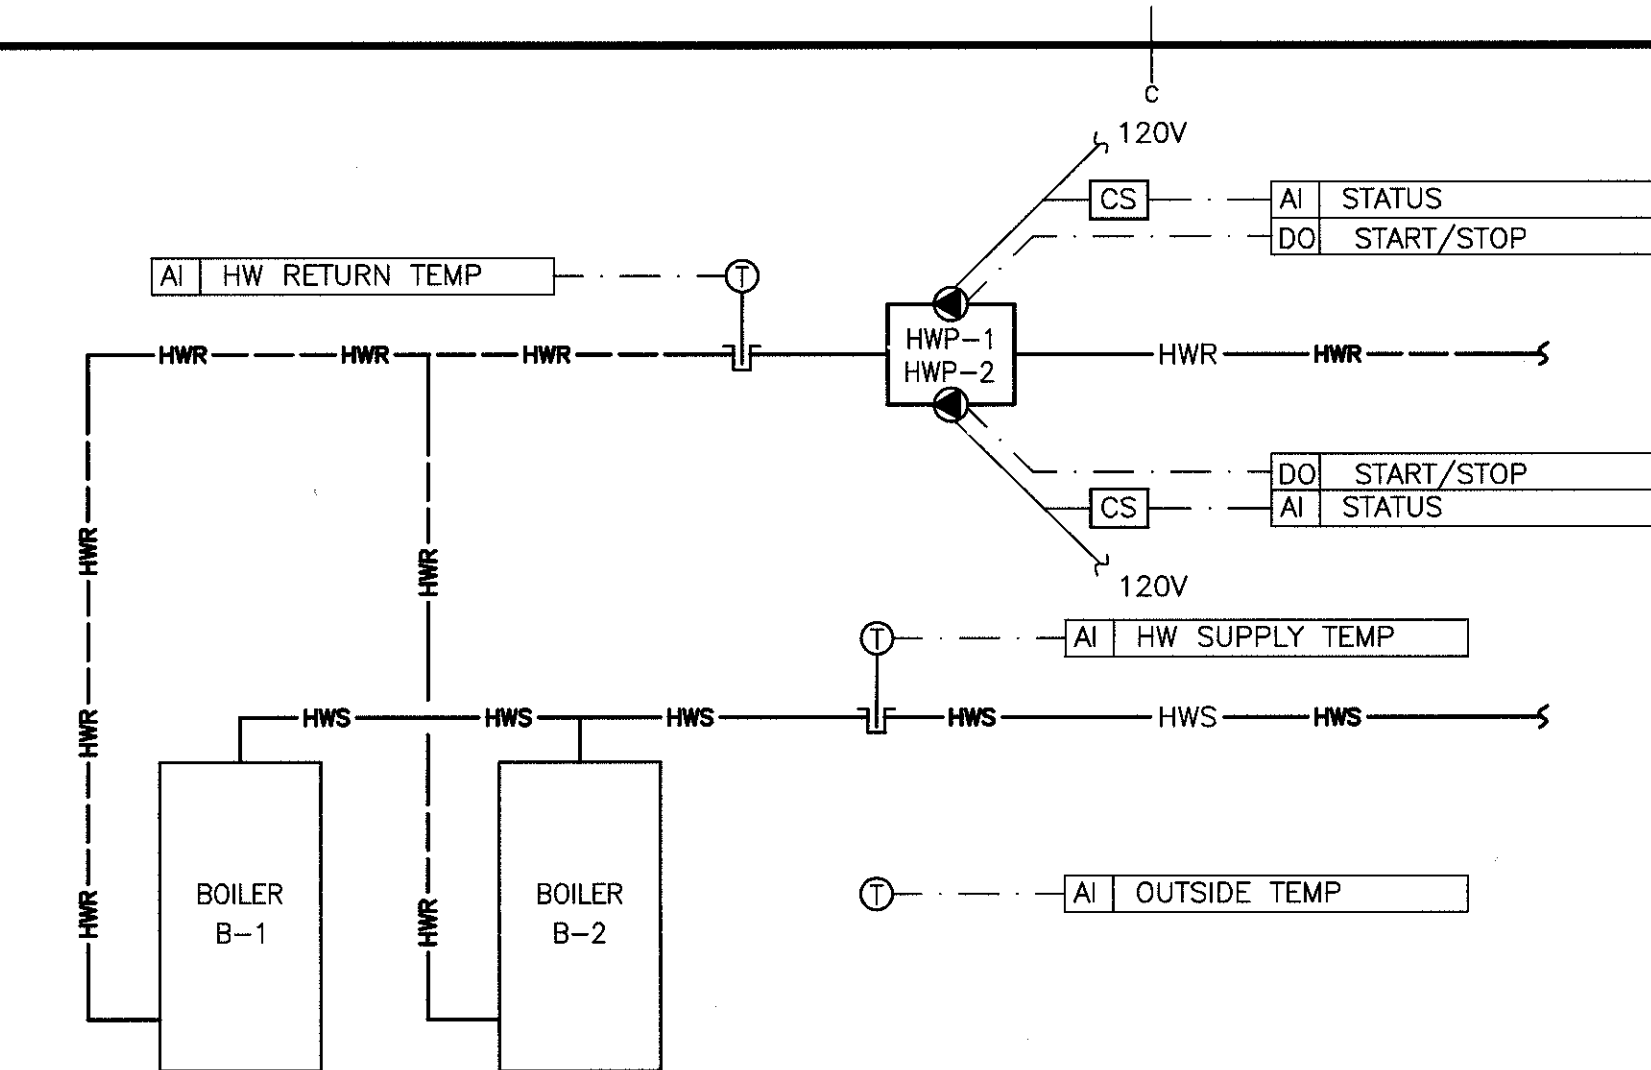 C
120V
CS
AI STATUS
DO START/STOP
AI HW RETURN TEMP
T
HWP-1
HWR HWR HWR HWR HWR
HWP-2
DO START/STOP
CS
AI STATUS
HWR
HWR
120V
T
AI HW SUPPLY TEMP
HWR
HWS HWS HWS HWS HWS HWS
T
AI OUTSIDE TEMP
BOILER
B-1
BOILER
B-2
HWR
HWR